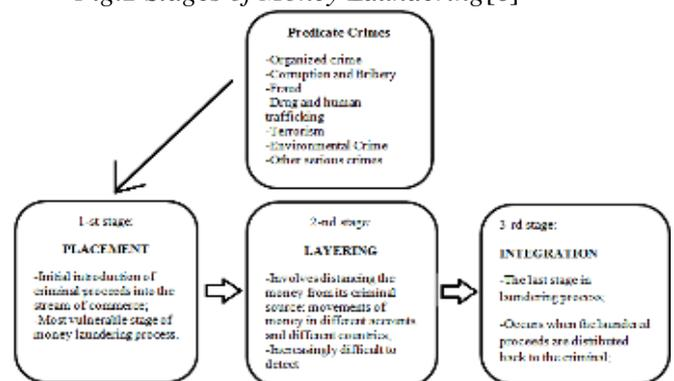 Fig.2 Stages of Money Laundering[8]
Predicate Crimes
-Organized crime
-Corruption and Bribery
-Fraud
Drug and human
trafficking
-Terrorism
-Environmental Crime
-Other serious crimes
1-st stage:
PLACEMENT
-Initial introduction of
criminal proceeds into the
stream of commerce;
Most vulnerable stage of
money laundering process.
2-nd stage:
LAYERING
-Involves distancing the
money from its criminal
source: movements of
money in different accounts
and different countries;
-Increasingly difficult to
detect
3-rd stage:
INTEGRATION
-The last stage in
laundering process;
-Occurs when the laundered
proceeds are distributed
back to the criminal;